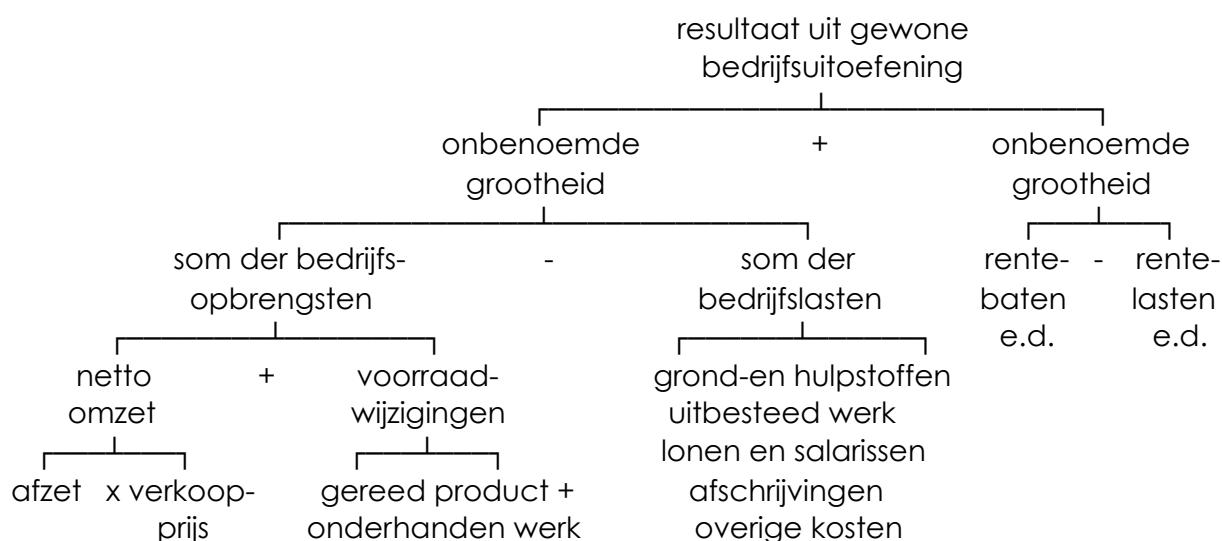 resultaat uit gewone
bedrijfsuitoefening
onbenoemde + onbenoemde
grootheid grootheid
som der bedrijfs- - som der rente- - rente-
opbrengsten bedrijfslasten baten lasten
e.d. e.d.
netto + voorraad- grond-en hulpstoffen
omzet wijzigingen uitbesteed werk
lonen en salarissen
afzet x verkoop- gereed product + afschrijvingen
prijs onderhanden werk overige kosten